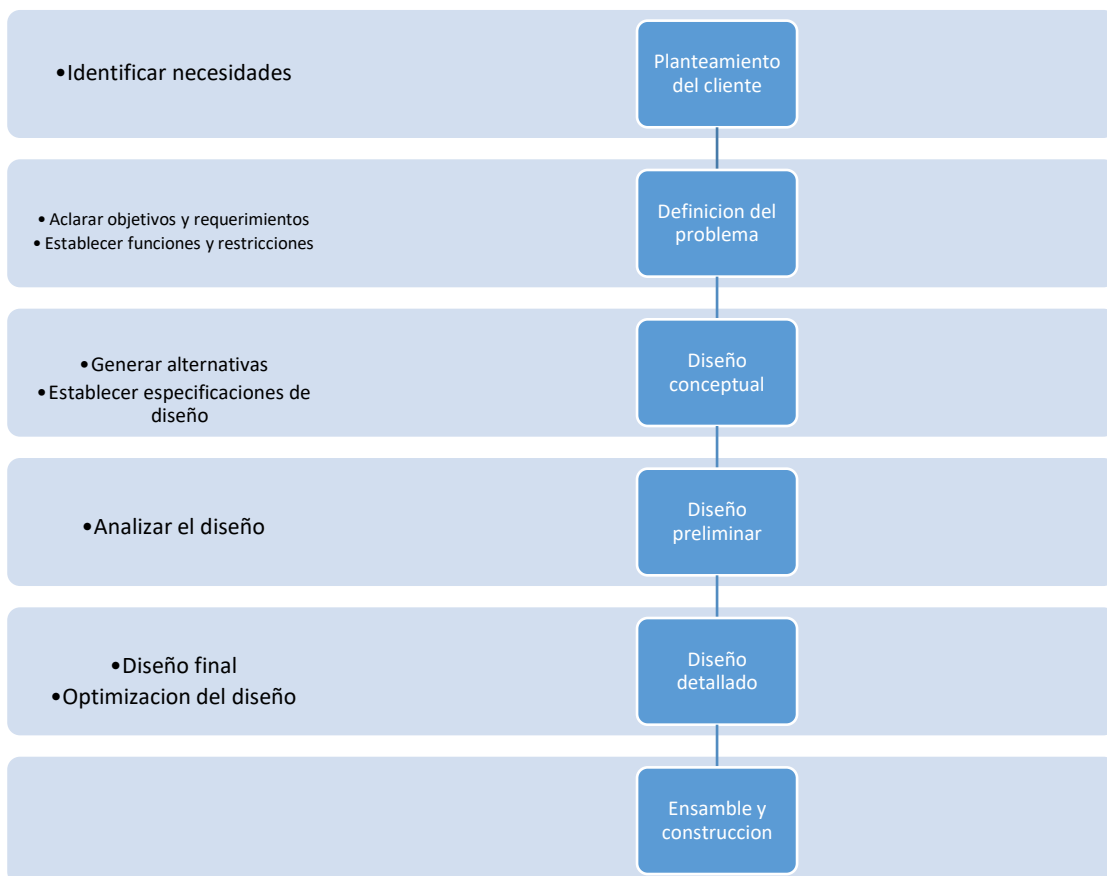 •Identificar necesidades
Planteamiento
del cliente
• Aclarar objetivos y requerimientos
• Establecer funciones y restricciones
Definicion del
problema
•Generar alternativas
•Establecer especificaciones de
diseño
Diseño
conceptual
•Analizar el diseño
Diseño
preliminar
•Diseño final
•Optimizacion del diseño
Diseño
detallado
Ensamble y
construccion